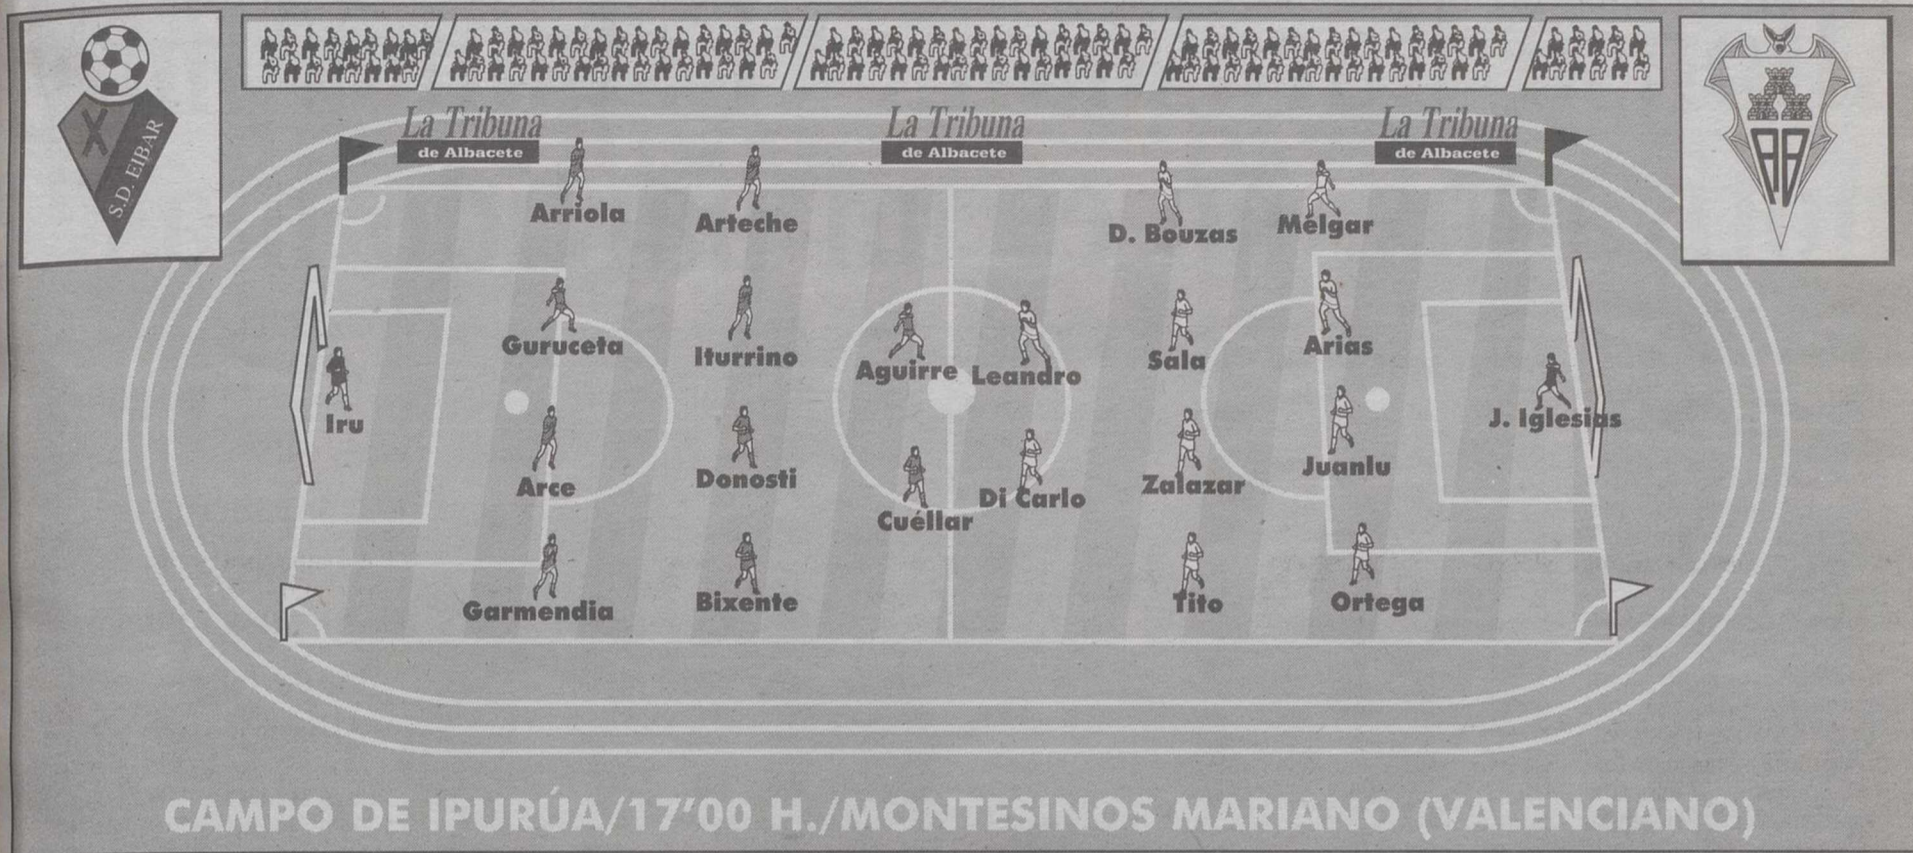 S.D. EIBAR
La Tribuna
de Albacete
La Tribuna
de Albacete
La Tribuna
de Albacete
AB
Arriola
Arteche
D. Bouzas
Mélgar
Guruceta
Iturrino
Aguirre
Leandro
Sala
Arias
Iru
J. Iglesias
Arce
Donosti
Cuéllar
Di Carlo
Zalazar
Juanlu
Garmendia
Bixente
Tito
Ortega
CAMPO DE IPURÚA/17'00 H./MONTESINOS MARIANO (VALENCIANO)